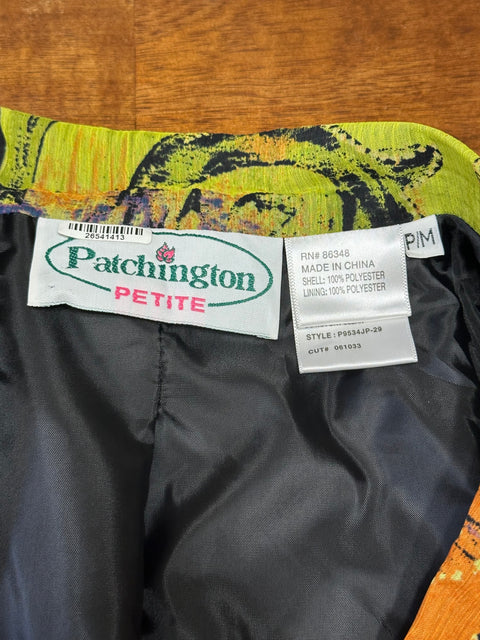 26541413
Patchington
PETITE
RN# 86348
MADE IN CHINA
SHELL: 100% POLYESTER
LINING: 100% POLYESTER
P|M
STYLE : P9534JP-29
CUT# 061033